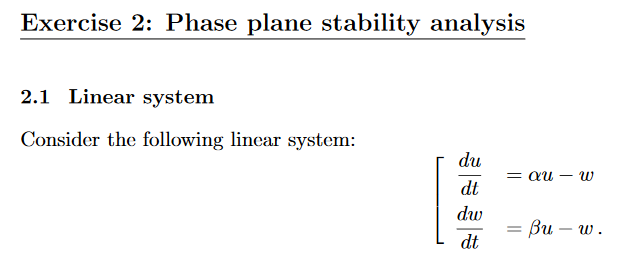 Exercise 2: Phase plane stability analysis
2.1 Linear system
Consider the following linear system:
du/dt = αu − w
dw/dt = βu − w .